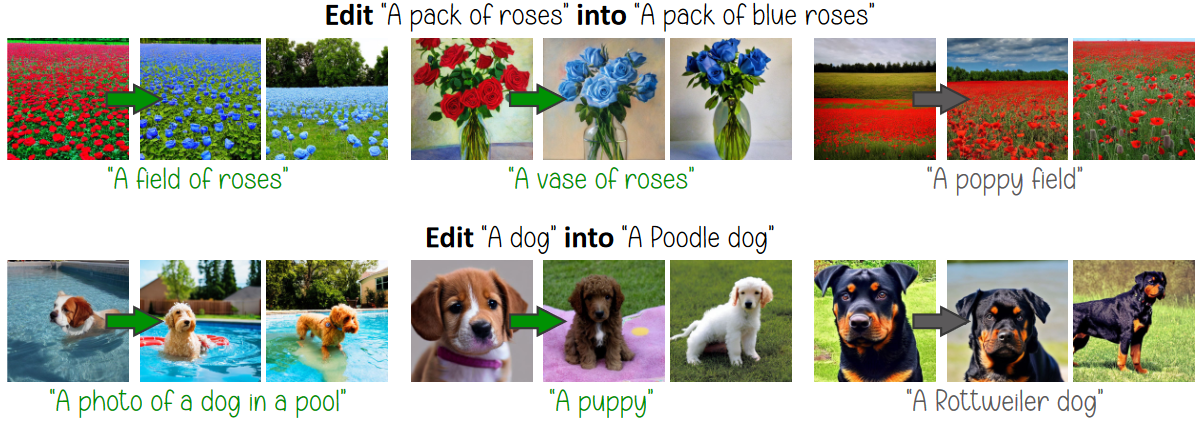 Edit "A pack of roses" into "A pack of blue roses"
"A field of roses"
"A vase of roses"
"A poppy field"
Edit "A dog" into "A Poodle dog"
"A photo of a dog in a pool"
"A puppy"
"A Rottweiler dog"